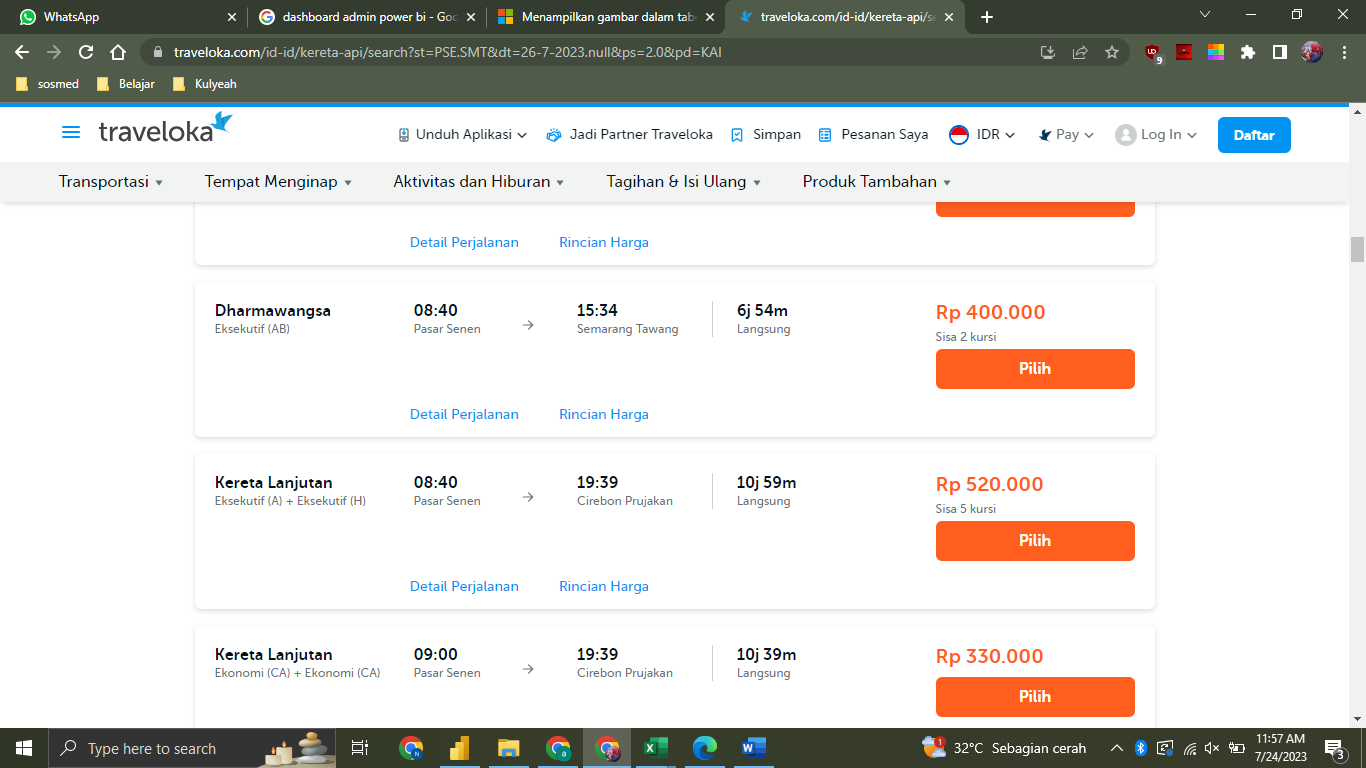 WhatsApp
dashboard admin power bi - Goo
Menampilkan gambar dalam tab
traveloka.com/id-id/kereta-api/se
traveloka.com/id-id/kereta-api/search?st=PSE.SMT&dt=26-7-2023.null&ps=2.0&pd=KAI
9
sosmed Belajar Kulyeah
traveloka
Unduh Aplikasi Jadi Partner Traveloka Simpan Pesanan Saya IDR Pay Log In Daftar
Transportasi Tempat Menginap Aktivitas dan Hiburan Tagihan & Isi Ulang Produk Tambahan
Detail Perjalanan Rincian Harga
Dharmawangsa 08:40 15:34 6j 54m Rp 400.000
Eksekutif (AB) Pasar Senen → Semarang Tawang Langsung Sisa 2 kursi
Pilih
Detail Perjalanan Rincian Harga
Kereta Lanjutan 08:40 19:39 10j 59m Rp 520.000
Eksekutif (A) + Eksekutif (H) Pasar Senen → Cirebon Prujakan Langsung Sisa 5 kursi
Pilih
Detail Perjalanan Rincian Harga
Kereta Lanjutan 09:00 19:39 10j 39m Rp 330.000
Ekonomi (CA) + Ekonomi (CA) Pasar Senen → Cirebon Prujakan Langsung
Pilih
Type here to search
32°C Sebagian cerah
11:57 AM
7/24/2023
3